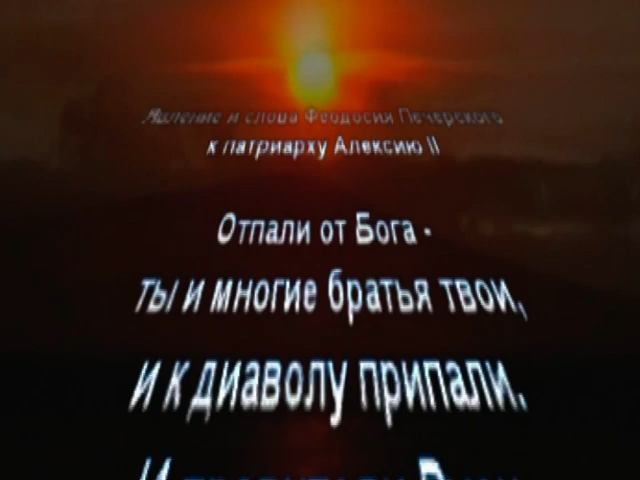 Явление и слова Феодосия Печерского
к патриарху Алексию II
Отпали от Бога -
ты и многие братья твои,
и к диаволу припали.
И